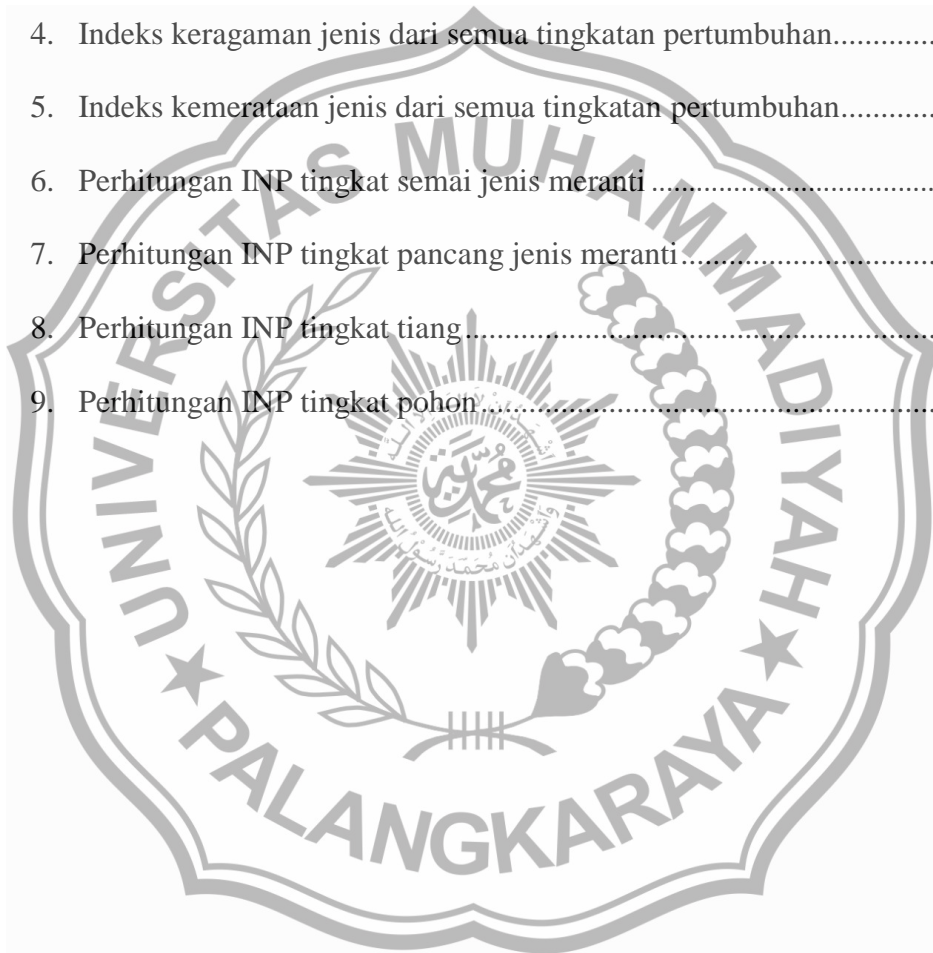 4. Indeks keragaman jenis dari semua tingkatan pertumbuhan.............
5. Indeks kemerataan jenis dari semua tingkatan pertumbuhan............
6. Perhitungan INP tingkat semai jenis meranti ....................................
7. Perhitungan INP tingkat pancang jenis meranti................................
8. Perhitungan INP tingkat tiang...........................................................
9. Perhitungan INP tingkat pohon.........................................................
UNIVERSITAS MUHAMMADIYAH
PALANGKARAYA
محمد